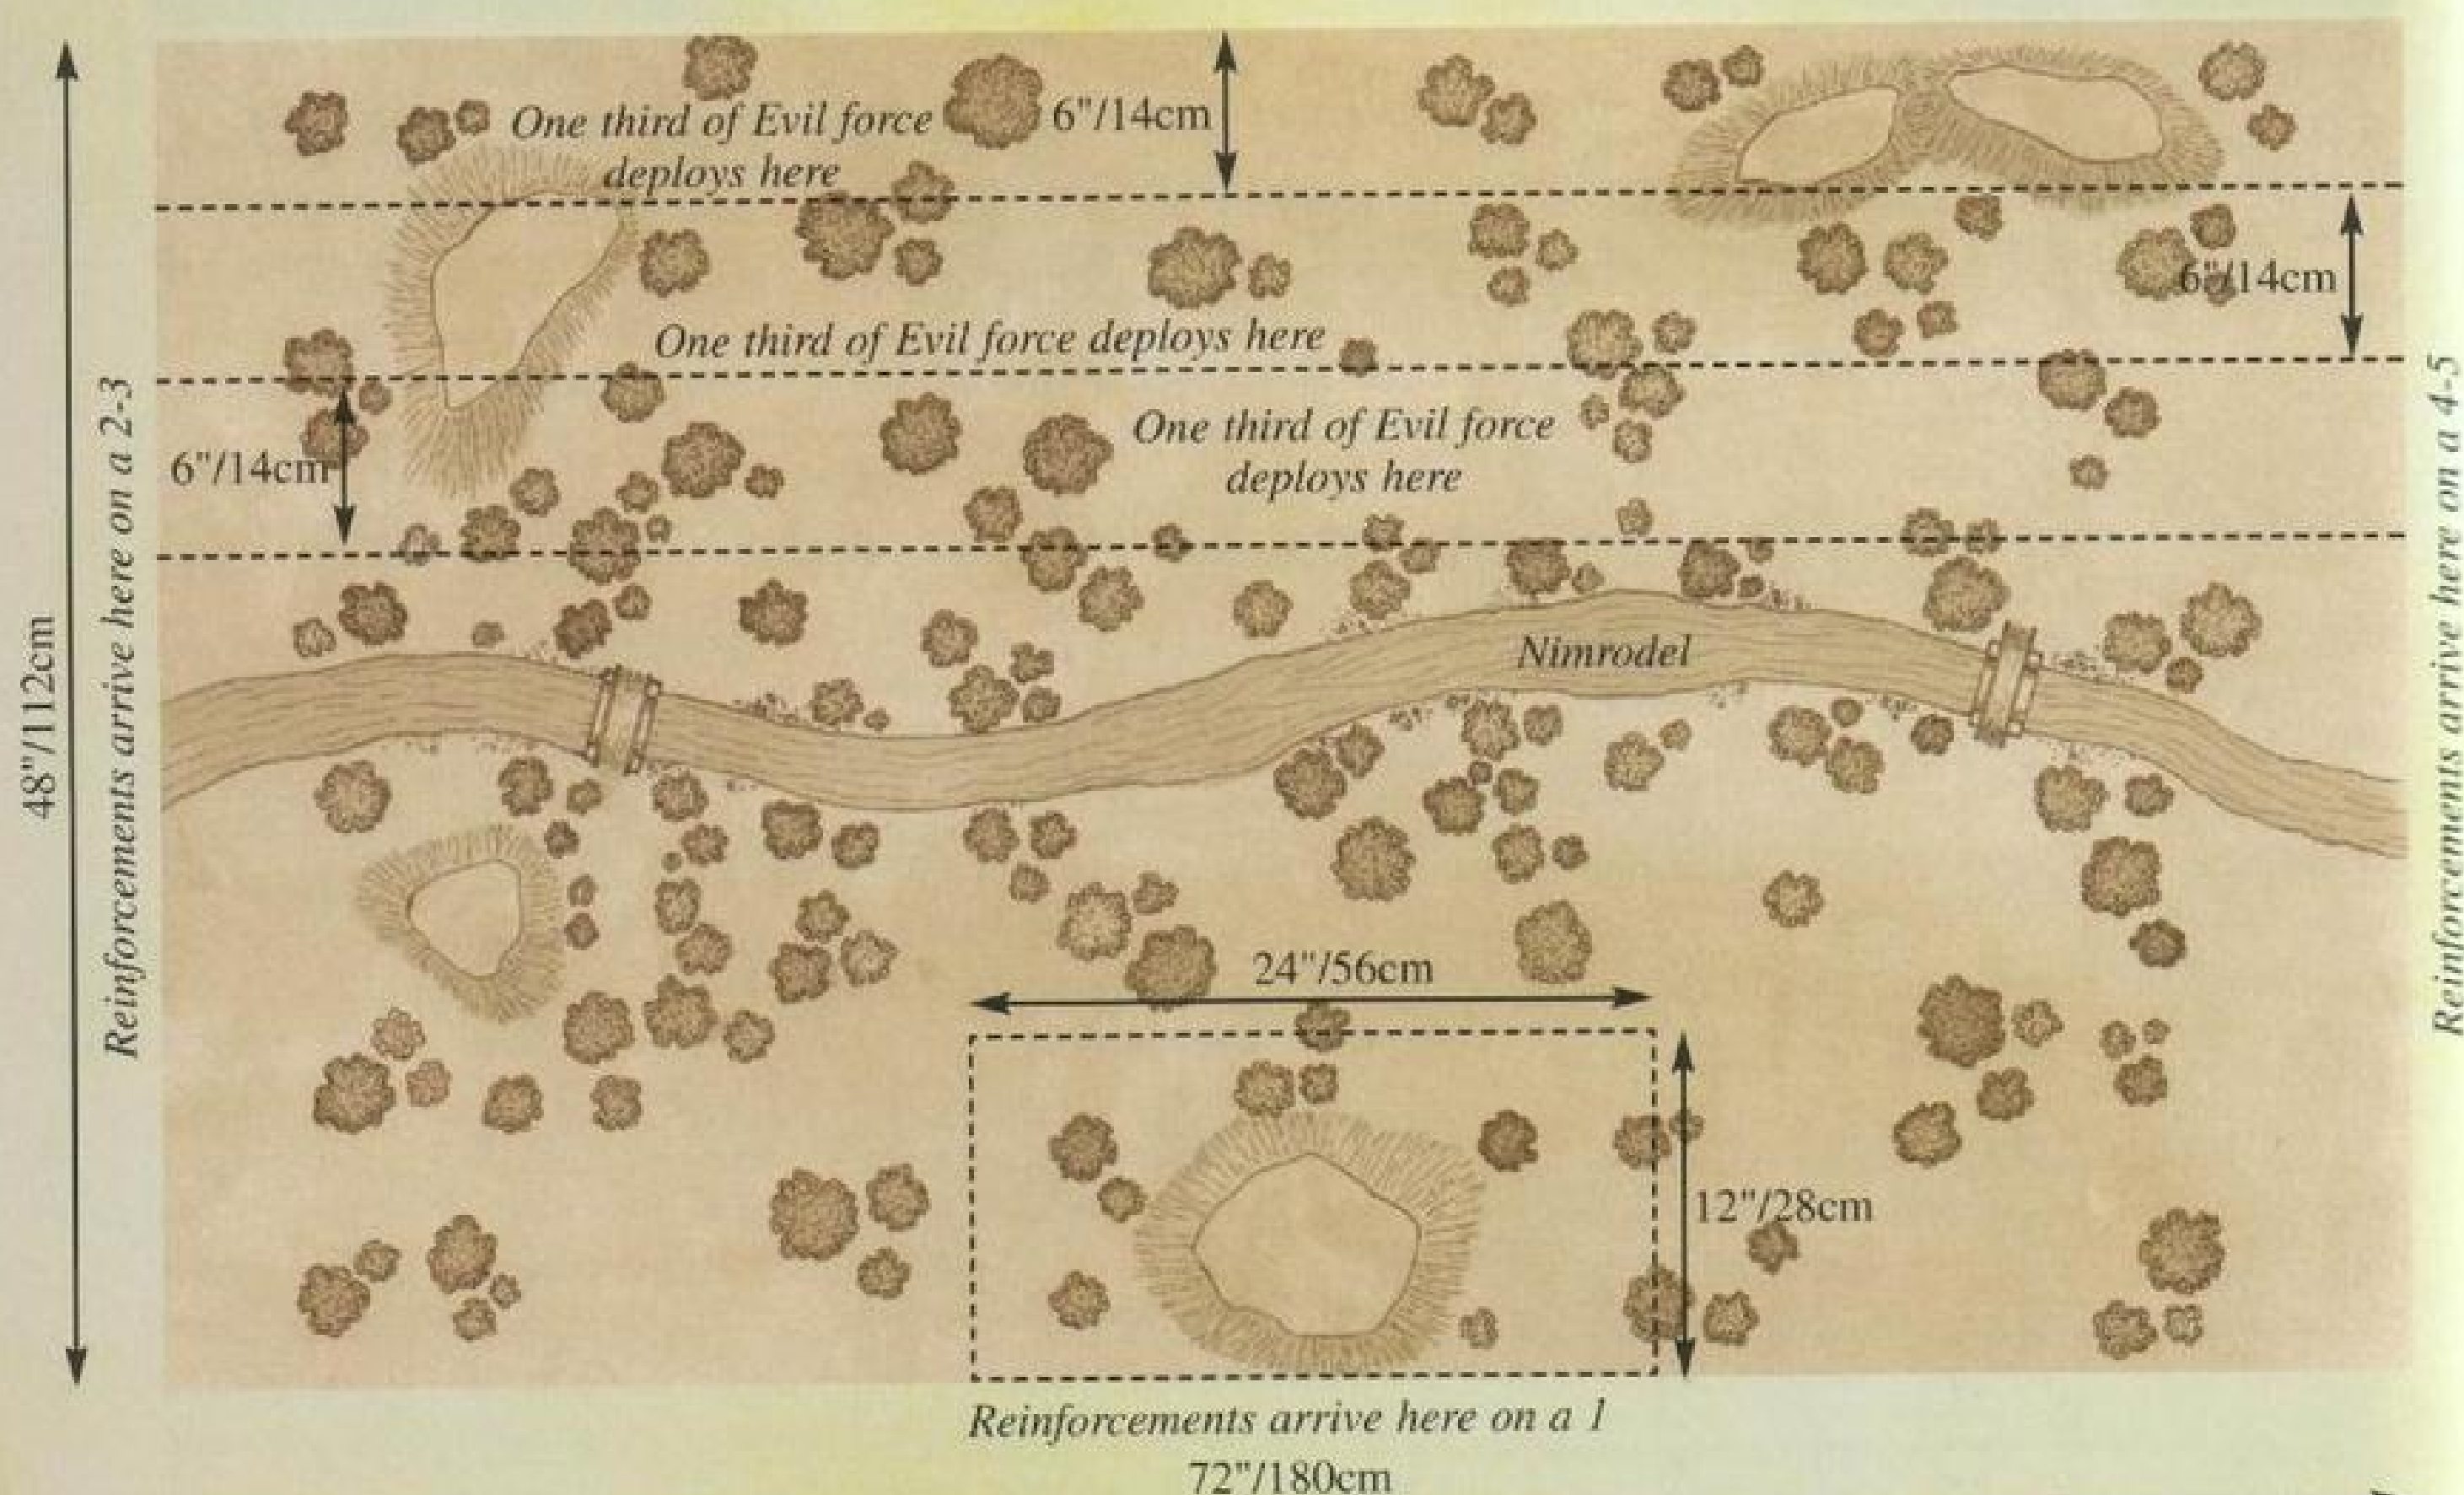 One third of Evil force
deploys here
6"/14cm
6"/14cm
One third of Evil force deploys here
One third of Evil force
deploys here
6"/14cm
Nimrodel
48"/112cm
Reinforcements arrive here on a 2-3
Reinforcements arrive here on a 4-5
24"/56cm
12"/28cm
Reinforcements arrive here on a 1
72"/180cm